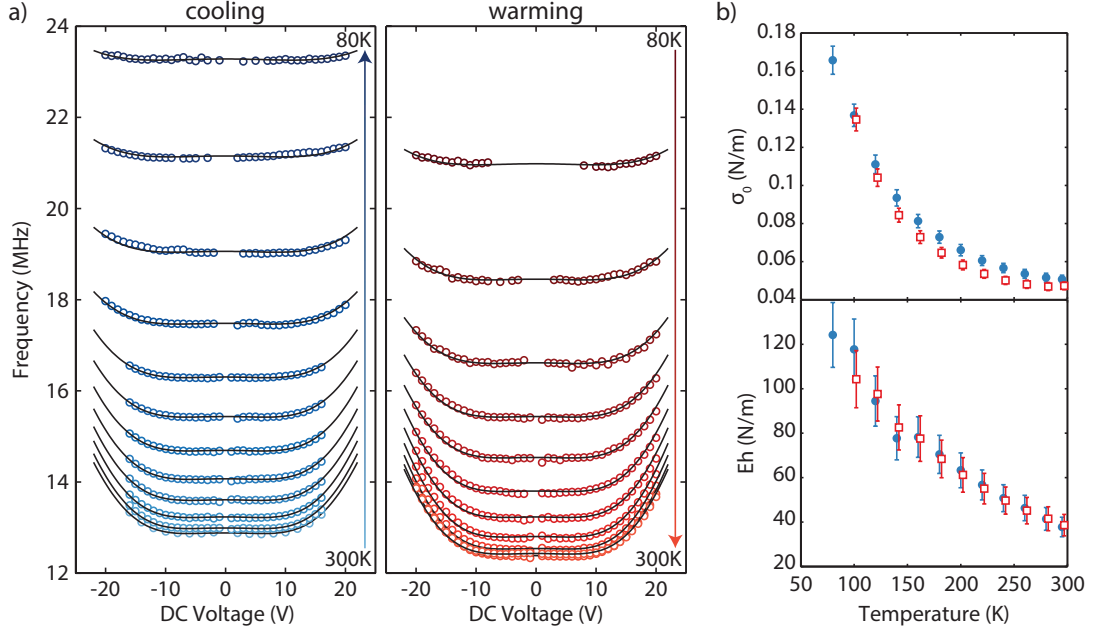 a)
cooling
warming
b)
24
22
20
18
16
14
12
Frequency (MHz)
80K
300K
80K
300K
-20 -10 0 10 20
-20 -10 0 10 20
DC Voltage (V)
DC Voltage (V)
0.18
0.16
0.14
0.12
0.10
0.08
0.06
0.04
σ₀ (N/m)
120
100
80
60
40
20
Eh (N/m)
50 100 150 200 250 300
Temperature (K)